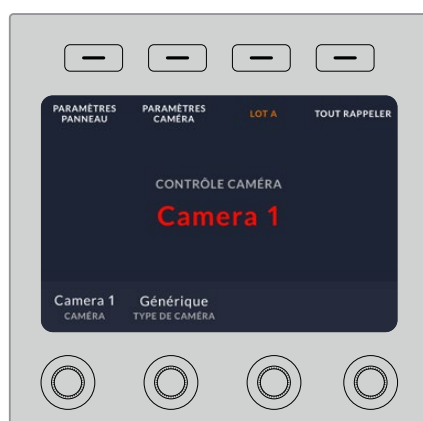 PARAMÈTRES PANNEAU
PARAMÈTRES CAMÉRA
LOT A
TOUT RAPPELER
CONTRÔLE CAMÉRA
Camera 1
Camera 1
CAMÉRA
Générique
TYPE DE CAMÉRA